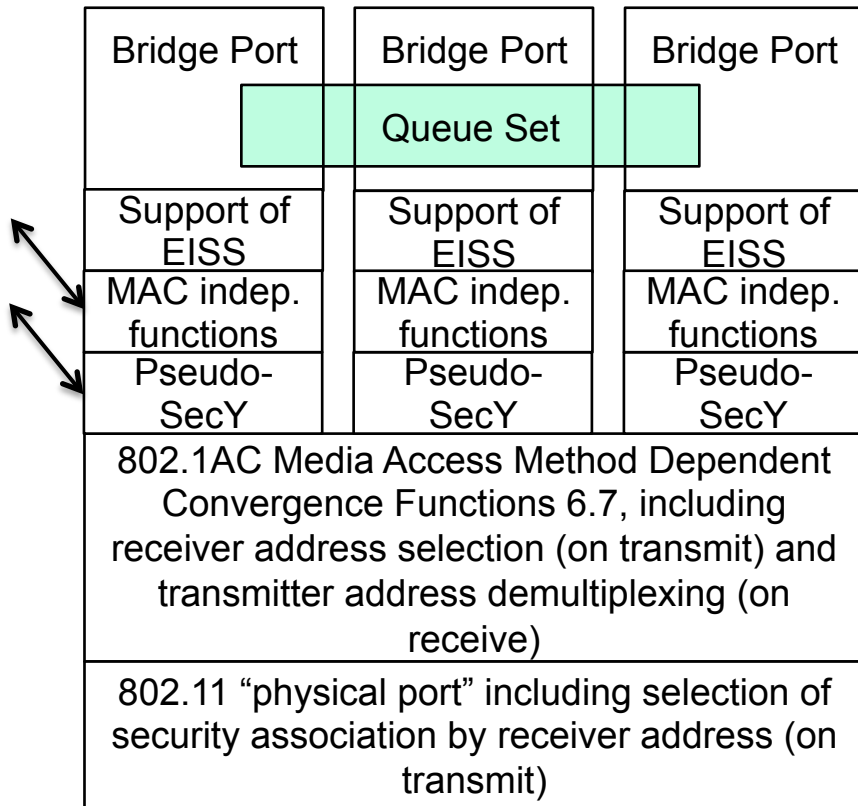 Bridge Port Bridge Port Bridge Port
Queue Set
Support of Support of Support of
EISS EISS EISS
MAC indep. MAC indep. MAC indep.
functions functions functions
Pseudo- Pseudo- Pseudo-
SecY SecY SecY
802.1AC Media Access Method Dependent
Convergence Functions 6.7, including
receiver address selection (on transmit) and
transmitter address demultiplexing (on
receive)
802.11 “physical port” including selection of
security association by receiver address (on
transmit)